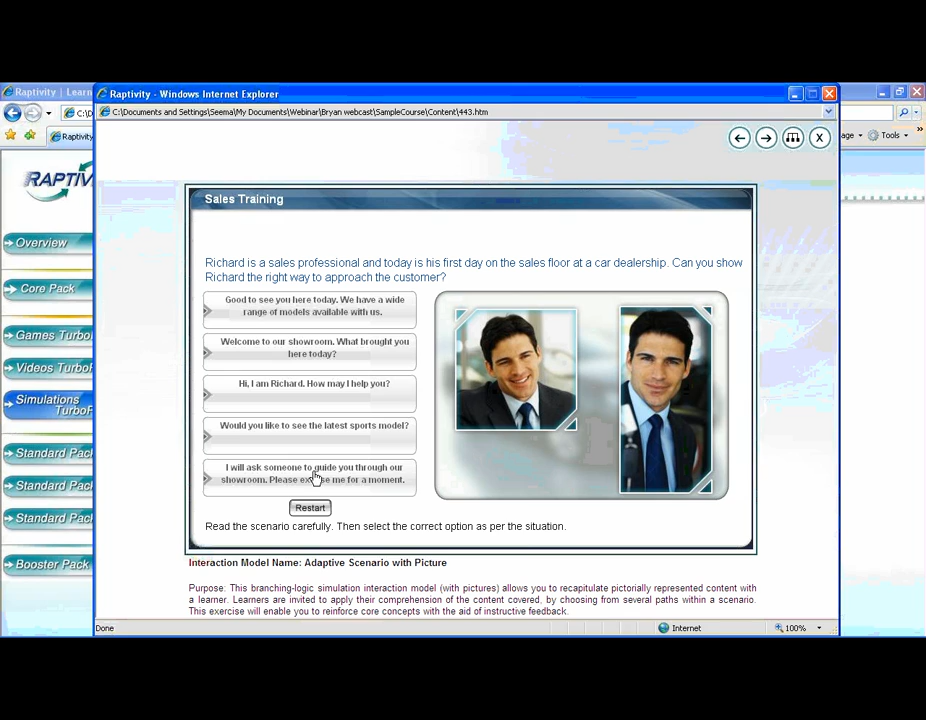 Raptivity | Learn
Raptivity - Windows Internet Explorer
C:\D
C:\Documents and Settings\Seema\My Documents\Webinar\Bryan webcast\SampleCourse\Content\443.htm
Raptivity
age
Tools
X
RAPTIV
Overview
Core Pack
Games Turbo
Videos Turbo
Simulations
Turbo
Standard Pac
Standard Pac
Standard Pac
Booster Pack
Sales Training
Richard is a sales professional and today is his first day on the sales floor at a car dealership. Can you show
Richard the right way to approach the customer?
Good to see you here today. We have a wide
range of models available with us.
Welcome to our showroom. What brought you
here today?
Hi, I am Richard. How may I help you?
Would you like to see the latest sports model?
I will ask someone to guide you through our
showroom. Please excuse me for a moment.
Restart
Read the scenario carefully. Then select the correct option as per the situation.
Interaction Model Name: Adaptive Scenario with Picture
Purpose: This branching-logic simulation interaction model (with pictures) allows you to recapitulate pictorially represented content with
a learner. Learners are invited to apply their comprehension of the content covered, by choosing from several paths within a scenario.
This exercise will enable you to reinforce core concepts with the aid of instructive feedback.
Done
Internet
100%